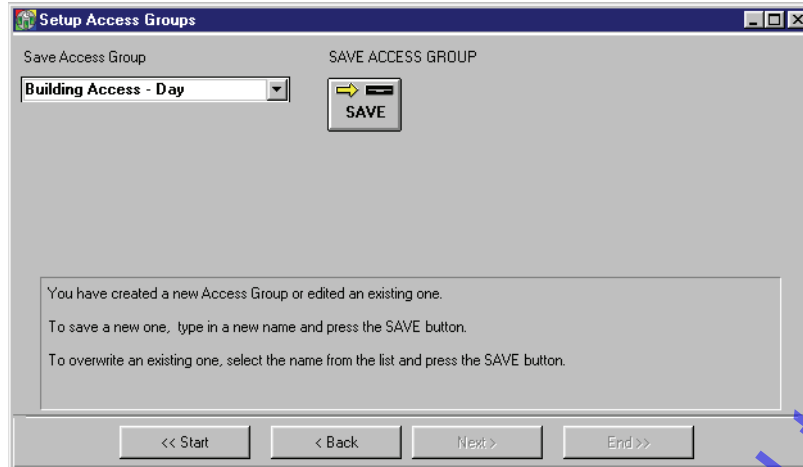 Setup Access Groups
Save Access Group
SAVE ACCESS GROUP
Building Access - Day
SAVE
You have created a new Access Group or edited an existing one.
To save a new one, type in a new name and press the SAVE button.
To overwrite an existing one, select the name from the list and press the SAVE button.
<< Start
< Back
Next >
End >>